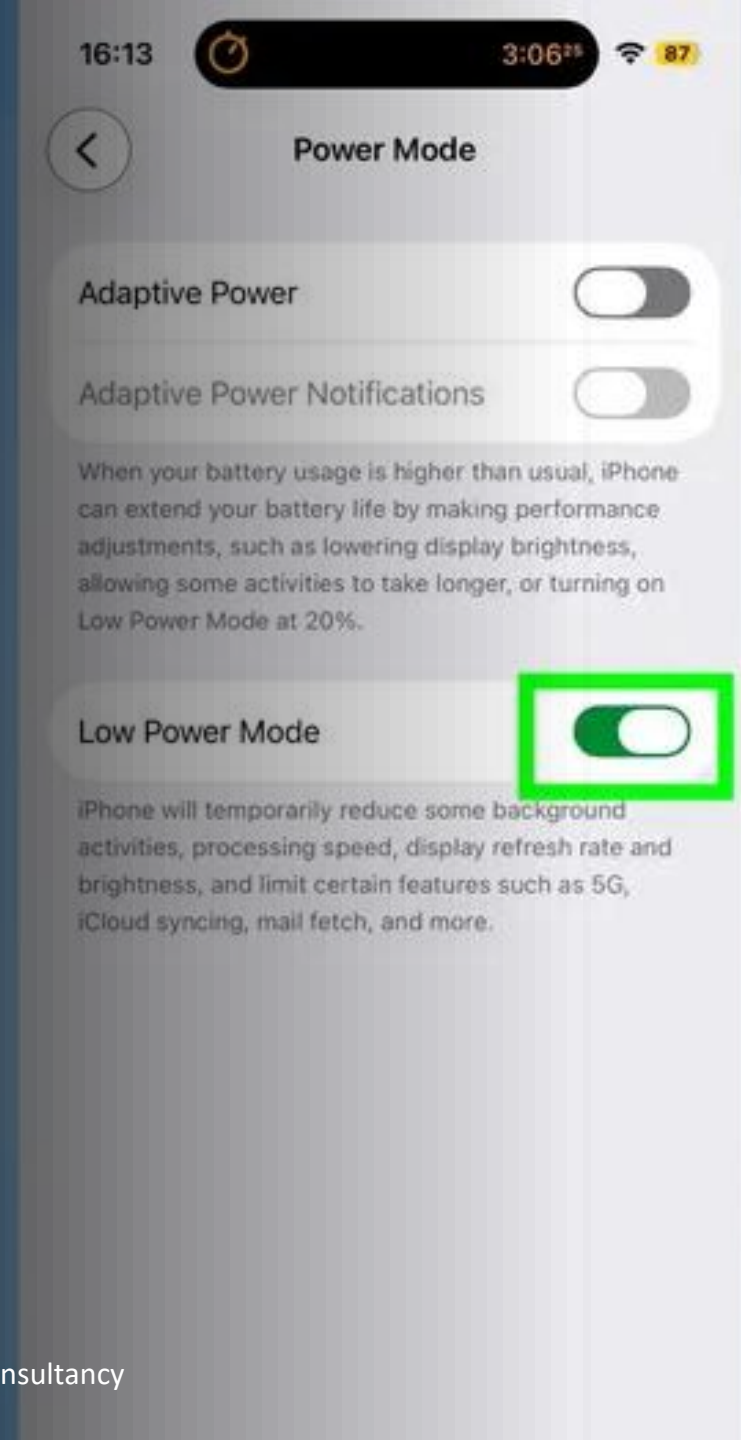 16:13 3:06²⁵ 87
Power Mode
Adaptive Power
Adaptive Power Notifications
When your battery usage is higher than usual, iPhone
can extend your battery life by making performance
adjustments, such as lowering display brightness,
allowing some activities to take longer, or turning on
Low Power Mode at 20%.
Low Power Mode
iPhone will temporarily reduce some background
activities, processing speed, display refresh rate and
brightness, and limit certain features such as 5G,
iCloud syncing, mail fetch, and more.
nsultancy